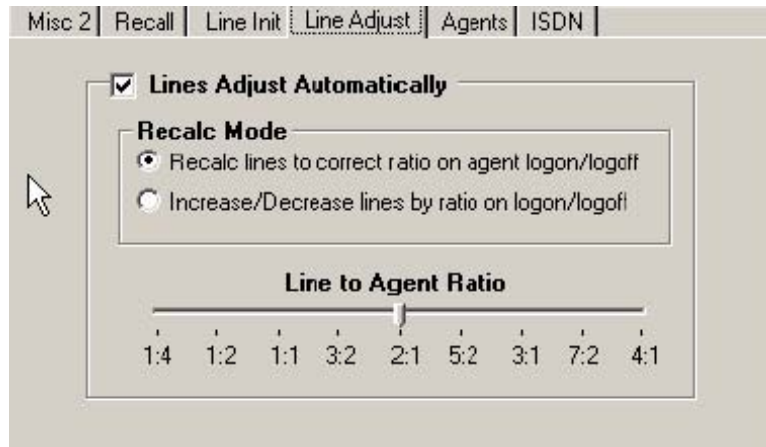 Misc 2 Recall Line Init Line Adjust Agents ISDN
Lines Adjust Automatically
Recalc Mode
Recalc lines to correct ratio on agent logon/logoff
Increase/Decrease lines by ratio on logon/logoff
Line to Agent Ratio
1:4 1:2 1:1 3:2 2:1 5:2 3:1 7:2 4:1